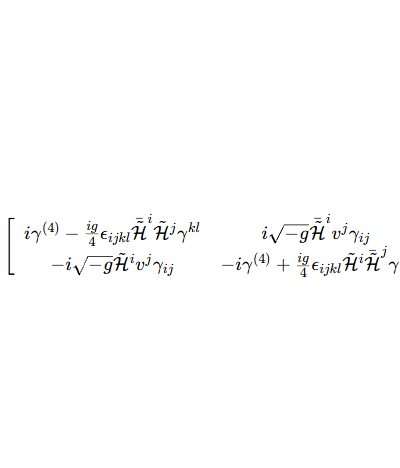 [ iγ^{(4)} − \frac{ig}{4} ε_{ijkl} \bar{\tilde{\mathcal{H}}}^i \tilde{\mathcal{H}}^j γ^{kl} i\sqrt{−g} \bar{\tilde{\mathcal{H}}}^i v^j γ_{ij}
−i\sqrt{−g} \tilde{\mathcal{H}}^i v^j γ_{ij} −iγ^{(4)} + \frac{ig}{4} ε_{ijkl} \tilde{\mathcal{H}}^i \bar{\tilde{\mathcal{H}}}^j γ